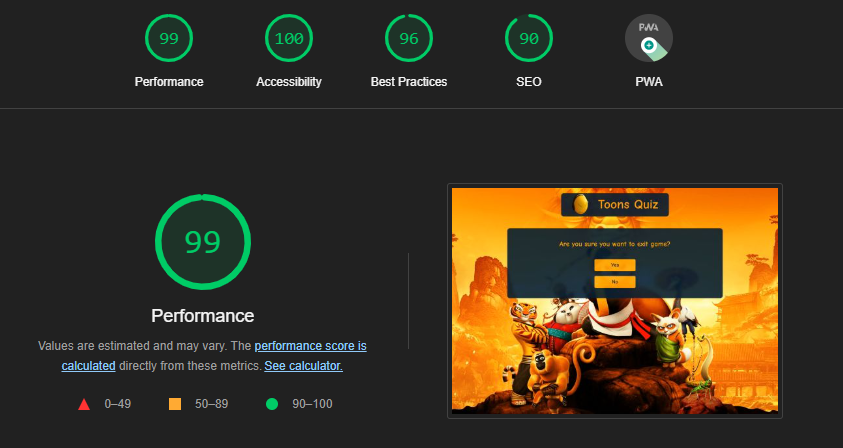 99
100
96
90
PWA
Performance
Accessibility
Best Practices
SEO
PWA
99
Performance
Values are estimated and may vary. The performance score is
calculated directly from these metrics. See calculator.
0–49
50–89
90–100
Toons Quiz
Are you sure you want to exit game?
Yes
No